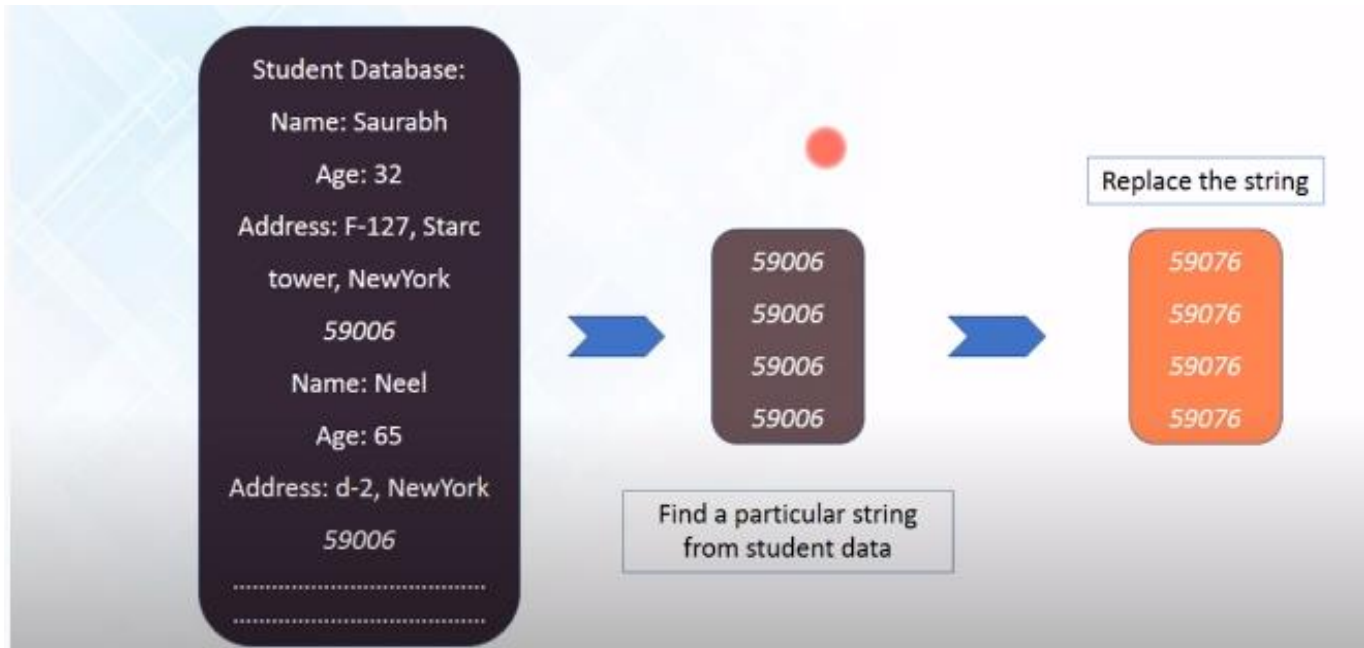 Student Database:
Name: Saurabh
Age: 32
Address: F-127, Starc
tower, NewYork
59006
Name: Neel
Age: 65
Address: d-2, NewYork
59006
....................................
....................................
59006
59006
59006
59006
Find a particular string
from student data
Replace the string
59076
59076
59076
59076